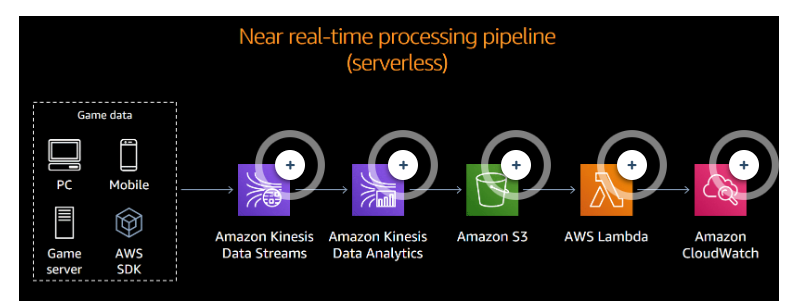 Near real-time processing pipeline
(serverless)
Game data
PC
Mobile
Game
server
AWS
SDK
Amazon Kinesis
Data Streams
Amazon Kinesis
Data Analytics
Amazon S3
AWS Lambda
Amazon
CloudWatch